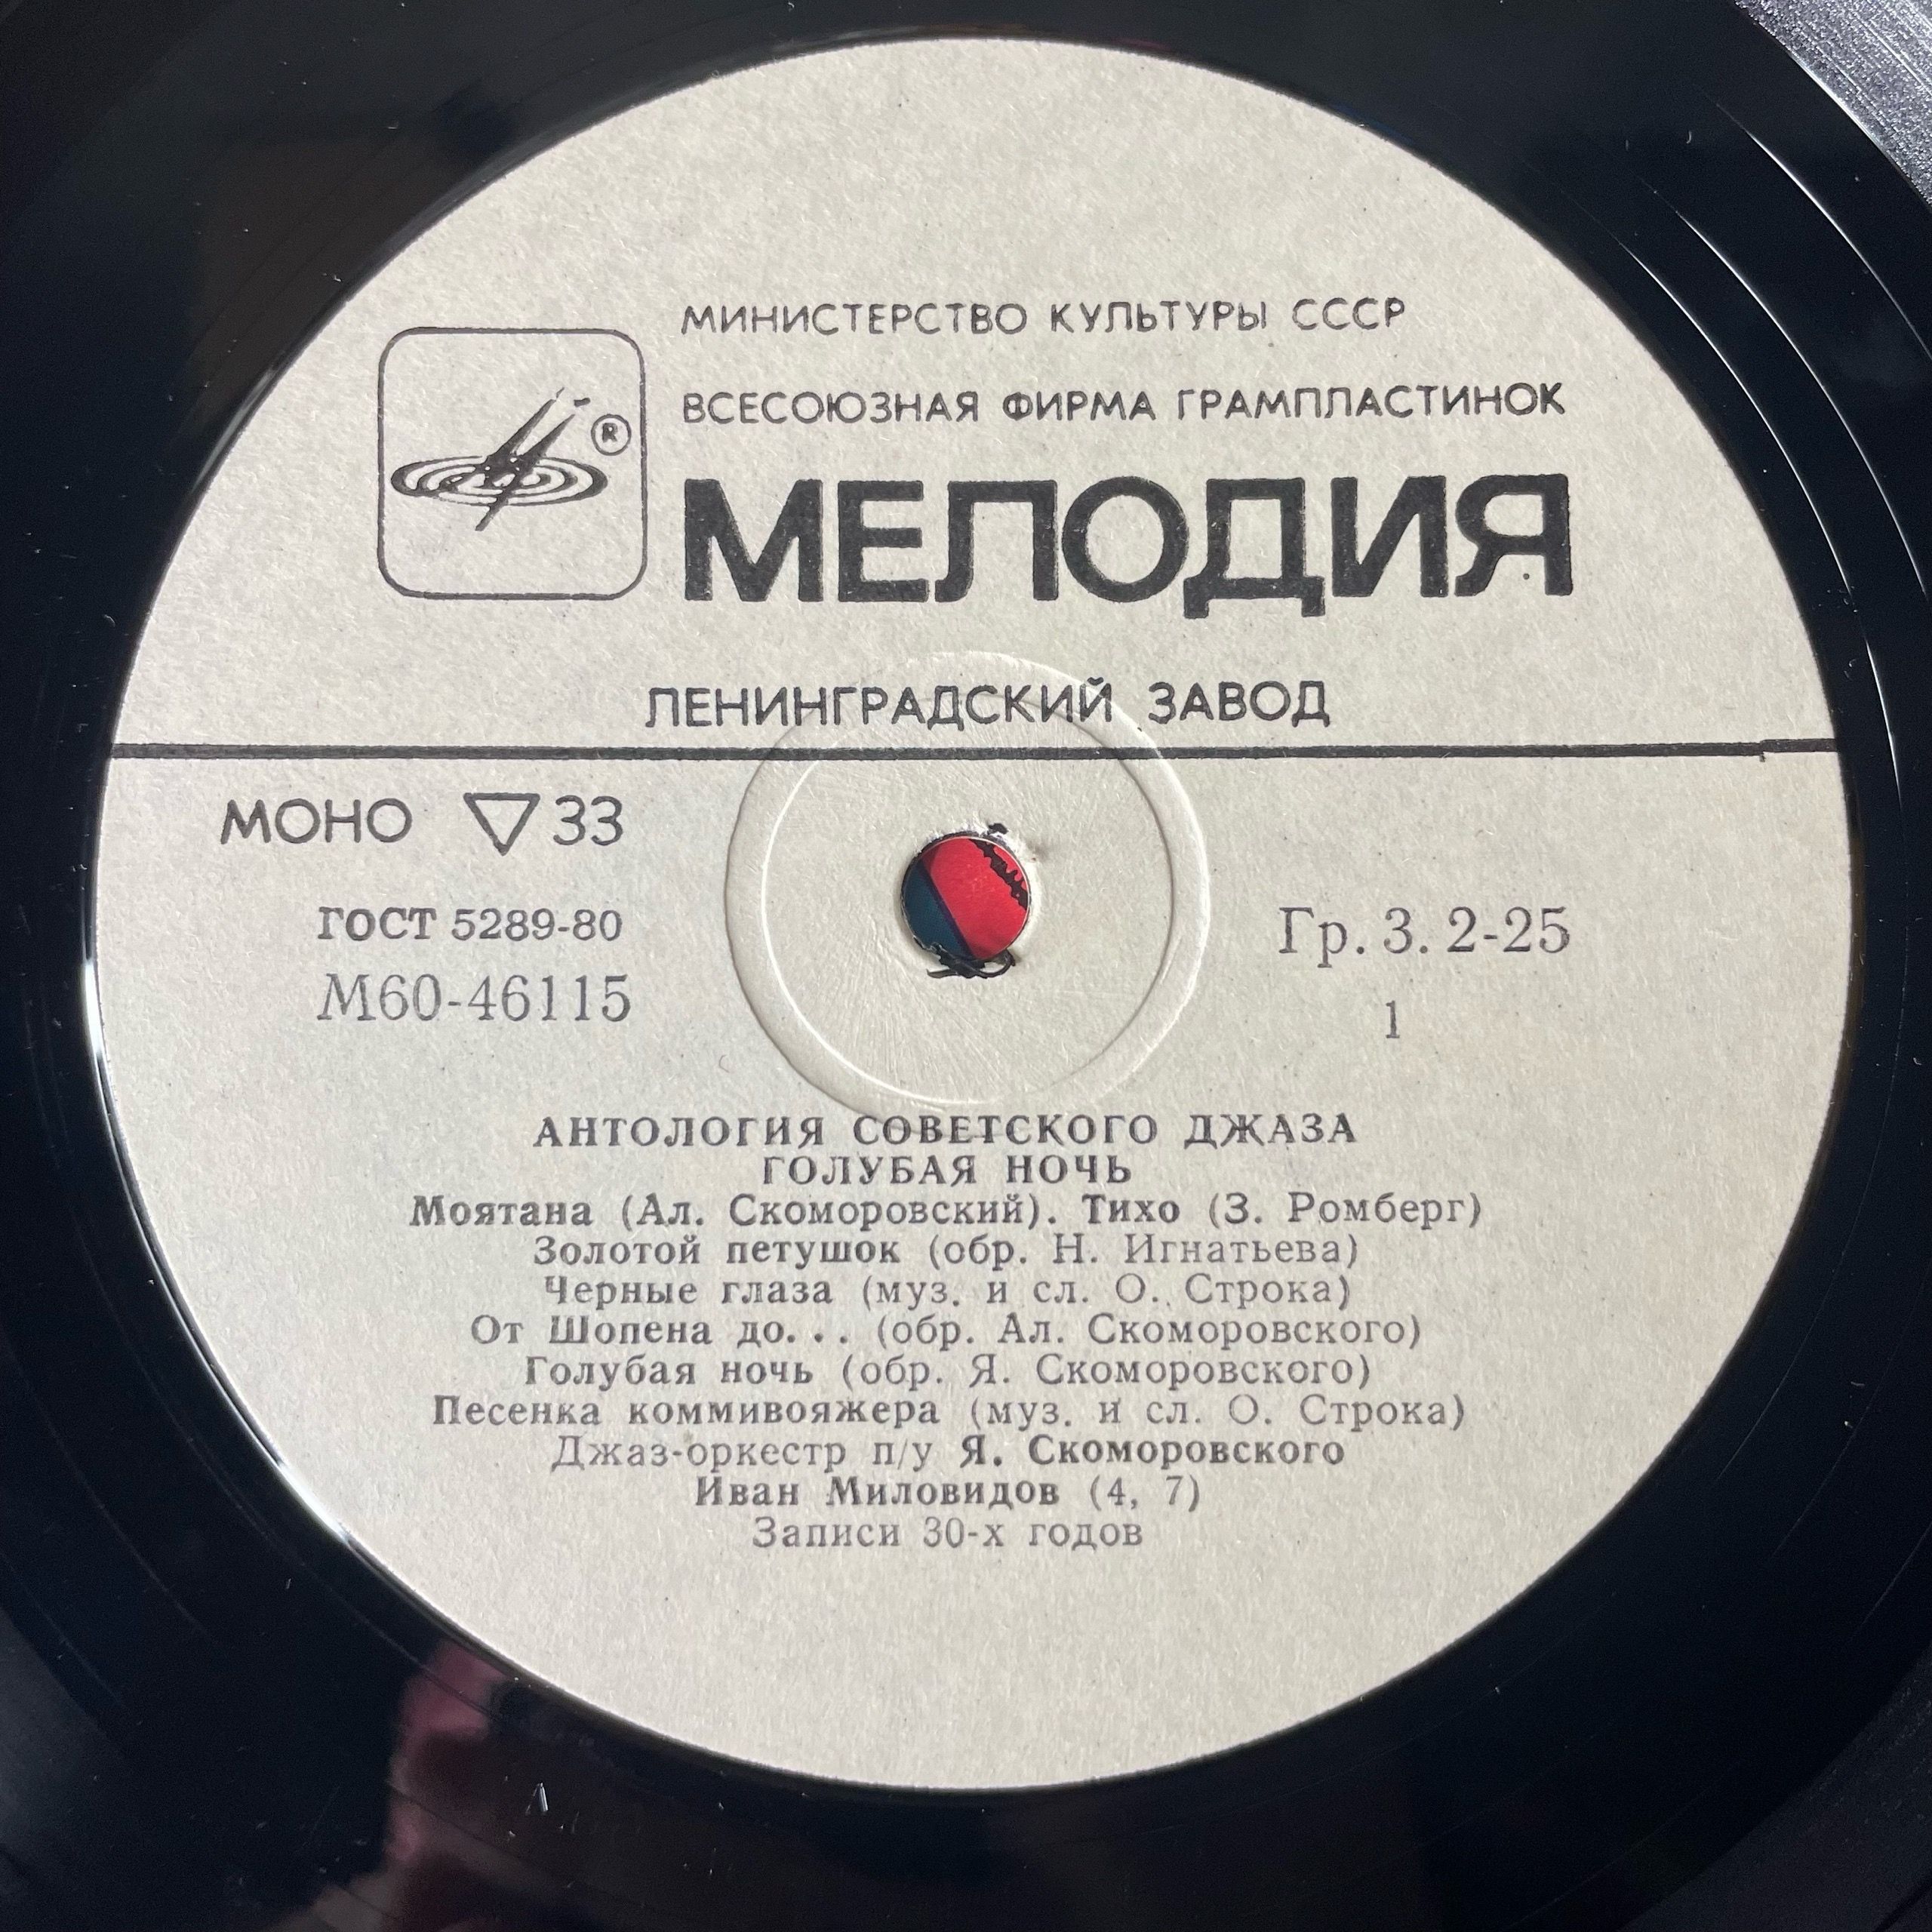 МИНИСТЕРСТВО КУЛЬТУРЫ СССР
ВСЕСОЮЗНАЯ ФИРМА ГРАМПЛАСТИНОК
®
МЕЛОДИЯ
ЛЕНИНГРАДСКИЙ ЗАВОД
МОНО ▽ 33
ГОСТ 5289-80
М60-46115
Гр. 3. 2-25
1
АНТОЛОГИЯ СОВЕТСКОГО ДЖАЗА
ГОЛУБАЯ НОЧЬ
Моятана (Ал. Скоморовский). Тихо (З. Ромберг)
Золотой петушок (обр. Н. Игнатьева)
Черные глаза (муз. и сл. О. Строка)
От Шопена до... (обр. Ал. Скоморовского)
Голубая ночь (обр. Я. Скоморовского)
Песенка коммивояжера (муз. и сл. О. Строка)
Джаз-оркестр п/у Я. Скоморовского
Иван Миловидов (4, 7)
Записи 30-х годов